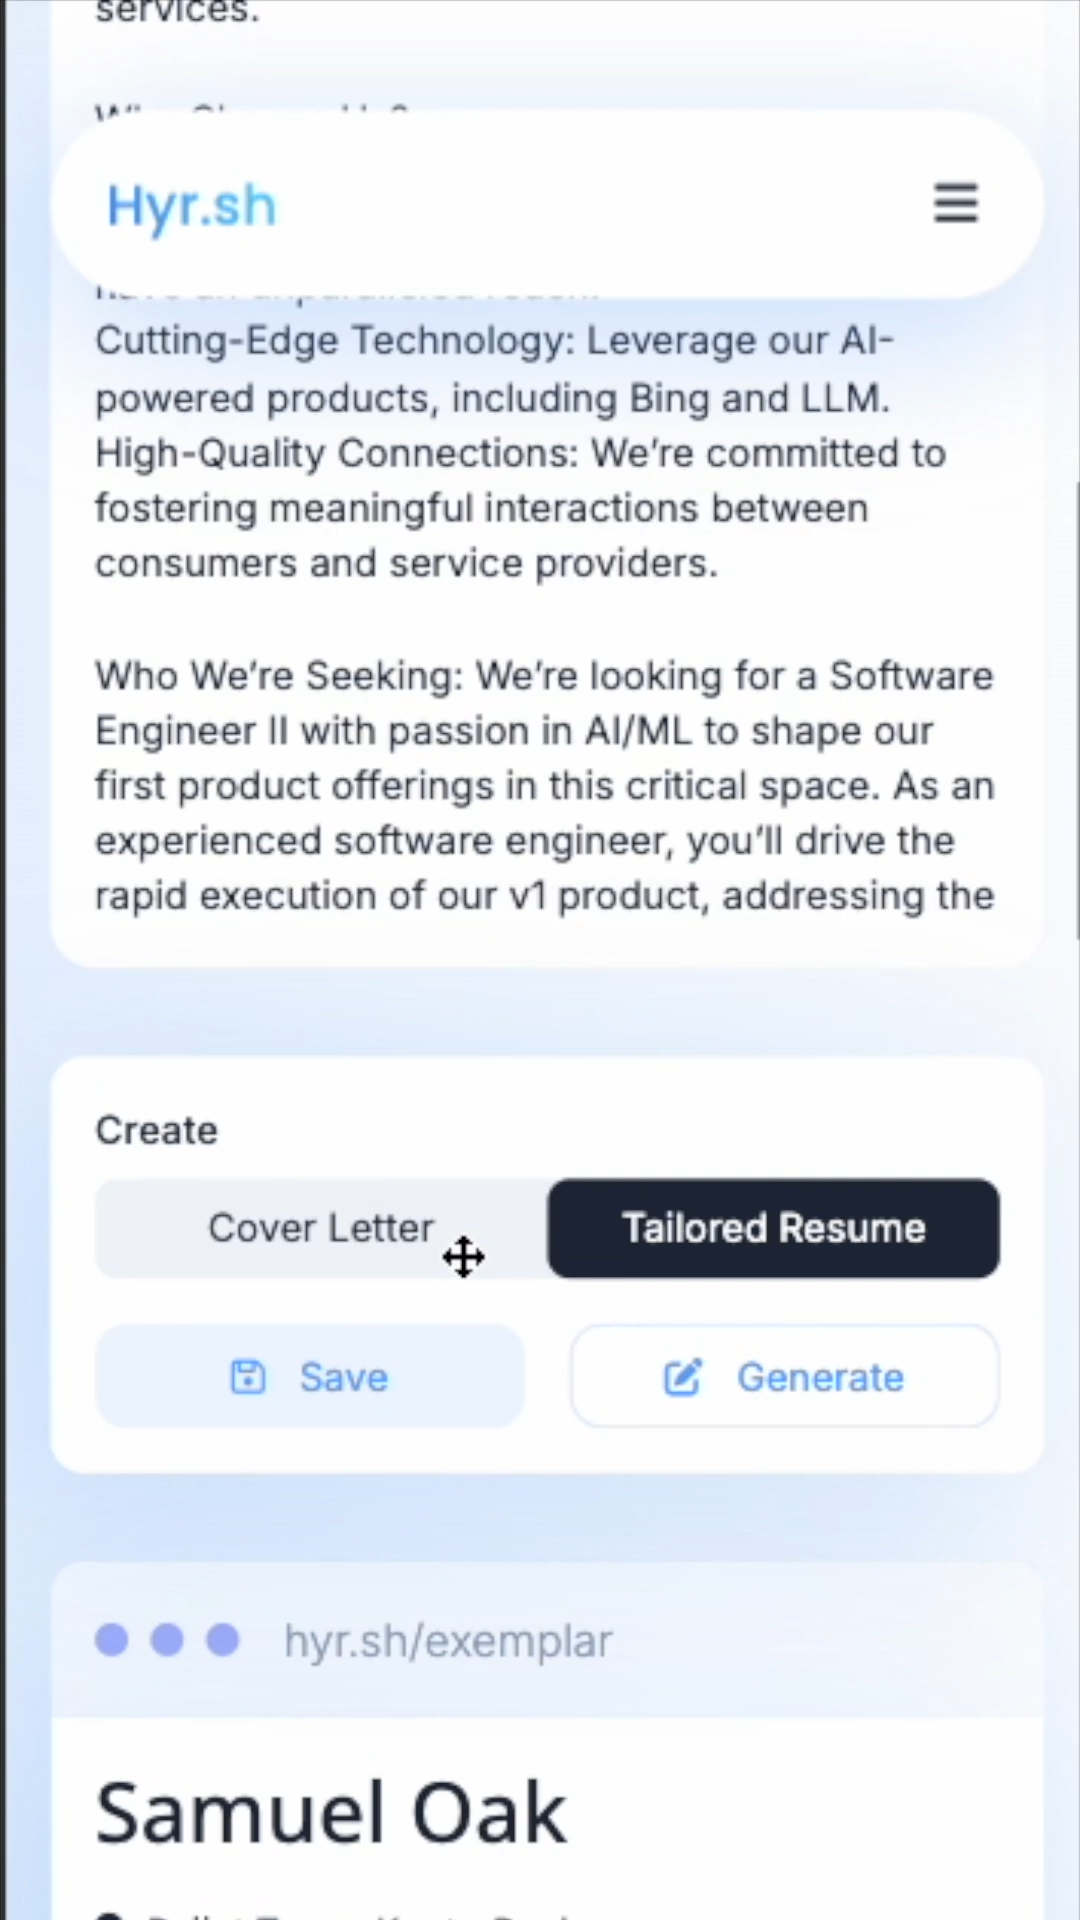 services.
Hyr.sh
Cutting-Edge Technology: Leverage our AI-
powered products, including Bing and LLM.
High-Quality Connections: We’re committed to
fostering meaningful interactions between
consumers and service providers.
Who We’re Seeking: We’re looking for a Software
Engineer II with passion in AI/ML to shape our
first product offerings in this critical space. As an
experienced software engineer, you’ll drive the
rapid execution of our v1 product, addressing the
Create
Cover Letter
Tailored Resume
Save
Generate
hyr.sh/exemplar
Samuel Oak